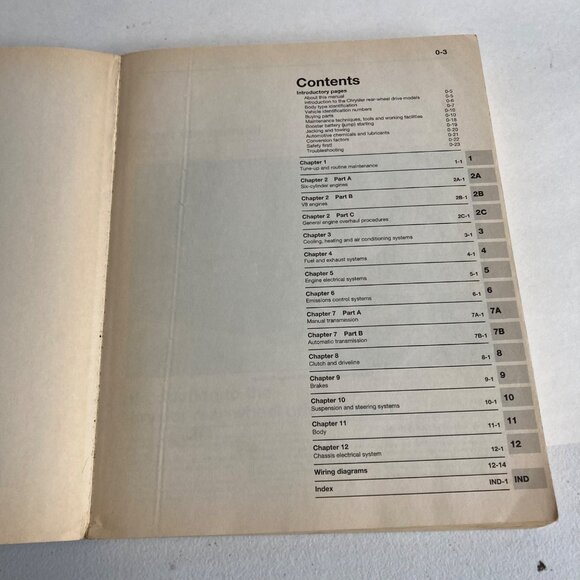 0-3
Contents
Introductory pages
About this manual 0-5
Introduction to the Chrysler rear-wheel drive models 0-5
Body type identification 0-6
Vehicle identification numbers 0-7
Buying parts 0-10
Maintenance techniques, tools and working facilities 0-10
Booster battery (jump) starting 0-18
Jacking and towing 0-19
Automotive chemicals and lubricants 0-20
Conversion factors 0-21
Safety first! 0-22
Troubleshooting 0-23
Chapter 1
Tune-up and routine maintenance 1-1 1
Chapter 2 Part A
Six-cylinder engines 2A-1 2A
Chapter 2 Part B
V8 engines 2B-1 2B
Chapter 2 Part C
General engine overhaul procedures 2C-1 2C
Chapter 3
Cooling, heating and air conditioning systems 3-1 3
Chapter 4
Fuel and exhaust systems 4-1 4
Chapter 5
Engine electrical systems 5-1 5
Chapter 6
Emissions control systems 6-1 6
Chapter 7 Part A
Manual transmission 7A-1 7A
Chapter 7 Part B
Automatic transmission 7B-1 7B
Chapter 8
Clutch and driveline 8-1 8
Chapter 9
Brakes 9-1 9
Chapter 10
Suspension and steering systems 10-1 10
Chapter 11
Body 11-1 11
Chapter 12
Chassis electrical system 12-1 12
Wiring diagrams 12-14
Index IND-1 IND